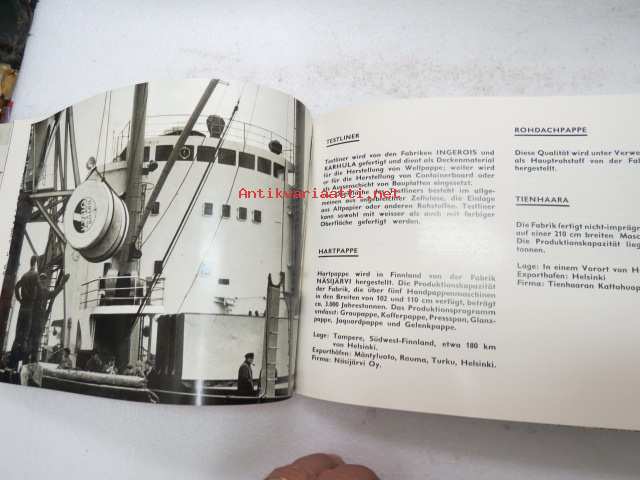 TESTLINER
Testliner wird von den Fabriken INGEROIS und
KARHULA gefertigt und dient als Deckenmaterial
für die Herstellung von Wellpappe; weiter wird
er für die Herstellung von Containerboard oder
als Aussenschicht von Bauplatten eingesetzt.
Antikvariaatti.net
Testliners besteht im allge-
meinen aus ungebleichter Zellulose, die Einlage
aus Altpapier oder anderen Rohstoffen. Testliner
kann sowohl mit weisser als auch mit farbiger
Oberfläche gefertigt werden.
HARTPAPPE
Hartpappe wird in Finnland von der Fabrik
NÄSIJÄRVI hergestellt. Die Produktionskapazität
der Fabrik, die über fünf Handpappenmaschinen
in den Breiten von 102 und 110 cm verfügt, beträgt
ca. 3.000 Jahrestonnen. Das Produktionsprogramm
umfasst: Graupappe, Kofferpappe, Pressspan, Glanz-
pappe, Jaquardpappe und Gelenkpappe.
Lage: Tampere, Südwest-Finnland, etwa 180 km
von Helsinki.
Exporthäfen: Mäntyluoto, Rauma, Turku, Helsinki.
Firma: Näsijärvi Oy.
ROHDACHPAPPE
Diese Qualität wird unter Verwe
als Hauptrohstoff von der Fa
hergestellt.
TIENHAARA
Die Fabrik fertigt nicht-impräg
auf einer 210 cm breiten Masc
Die Produktionskapazität lieg
tonnen.
Lage: In einem Vorort von H
Exporthafen: Helsinki
Firma: Tienhaaran Kattohuop